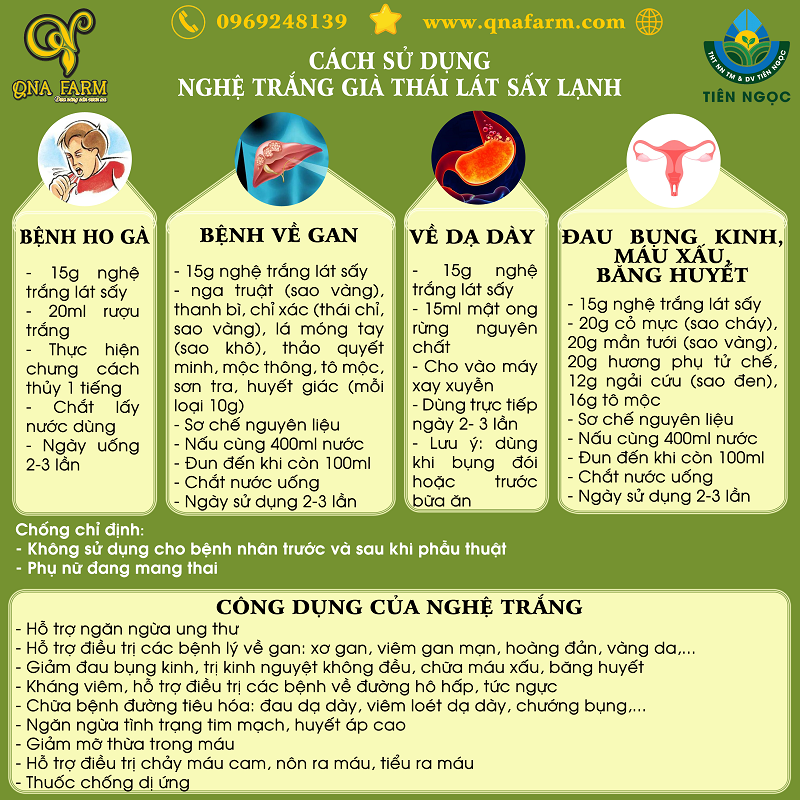 QNA FARM
Đưa nông sản vươn xa
0969248139
www.qnafarm.com
THT NN TM & DV TIÊN NGỌC
TIÊN NGỌC
CÁCH SỬ DỤNG
NGHỆ TRẮNG GIÀ THÁI LÁT SẤY LẠNH
BỆNH HO GÀ
- 15g nghệ
trắng lát sấy
- 20ml rượu
trắng
- Thực hiện
chưng cách
thủy 1 tiếng
- Chắt lấy
nước dùng
- Ngày uống
2-3 lần
BỆNH VỀ GAN
- 15g nghệ trắng lát sấy
- nga truật (sao vàng),
thanh bì, chỉ xác (thái chỉ,
sao vàng), lá móng tay
(sao khô), thảo quyết
minh, mộc thông, tô mộc,
sơn tra, huyết giác (mỗi
loại 10g)
- Sơ chế nguyên liệu
- Nấu cùng 400ml nước
- Đun đến khi còn 100ml
- Chắt nước uống
- Ngày sử dụng 2-3 lần
VỀ DẠ DÀY
- 15g nghệ
trắng lát sấy
- 15ml mật ong
rừng nguyên
chất
- Cho vào máy
xay xuyễn
- Dùng trực tiếp
ngày 2- 3 lần
- Lưu ý: dùng
khi bụng đói
hoặc trước
bữa ăn
ĐAU BỤNG KINH,
MÁU XẤU,
BĂNG HUYẾT
- 15g nghệ trắng lát sấy
- 20g cỏ mực (sao cháy),
20g mần tưới (sao vàng),
20g hương phụ tử chế,
12g ngải cứu (sao đen),
16g tô mộc
- Sơ chế nguyên liệu
- Nấu cùng 400ml nước
- Đun đến khi còn 100ml
- Chắt nước uống
- Ngày sử dụng 2-3 lần
Chống chỉ định:
- Không sử dụng cho bệnh nhân trước và sau khi phẫu thuật
- Phụ nữ đang mang thai
CÔNG DỤNG CỦA NGHỆ TRẮNG
- Hỗ trợ ngăn ngừa ung thư
- Hỗ trợ điều trị các bệnh lý về gan: xơ gan, viêm gan mạn, hoàng đản, vàng da,...
- Giảm đau bụng kinh, trị kinh nguyệt không đều, chữa máu xấu, băng huyết
- Kháng viêm, hỗ trợ điều trị các bệnh về đường hô hấp, tức ngực
- Chữa bệnh đường tiêu hóa: đau dạ dày, viêm loét dạ dày, chướng bụng,...
- Ngăn ngừa tình trạng tim mạch, huyết áp cao
- Giảm mỡ thừa trong máu
- Hỗ trợ điều trị chảy máu cam, nôn ra máu, tiểu ra máu
- Thuốc chống dị ứng